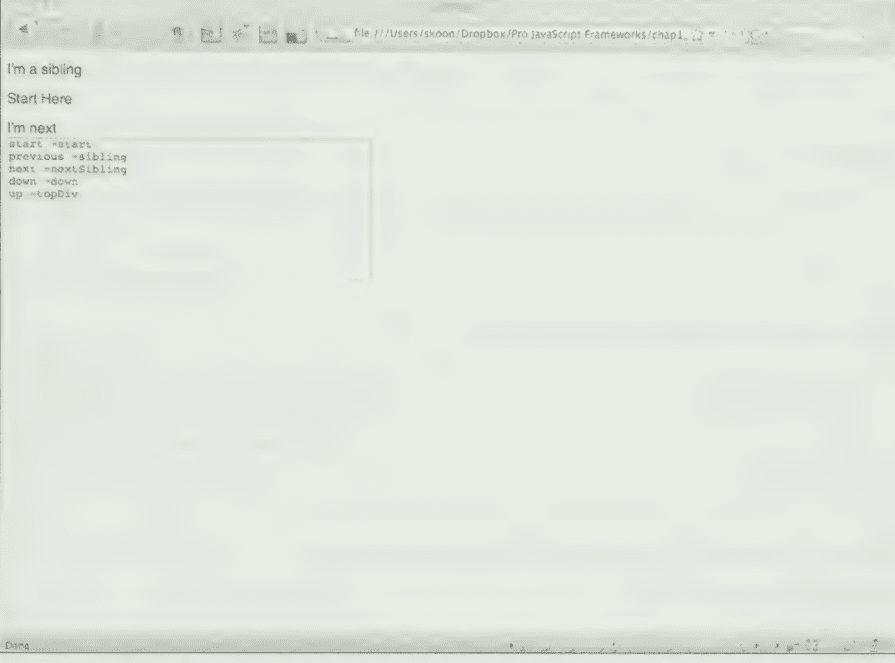 file:///Users/skoon/Dropbox/Pro JavaScript Frameworks/chap1..
I'm a sibling
Start Here
I'm next
start =start
previous =sibling
next =nextSibling
down =down
up =topDiv
Done